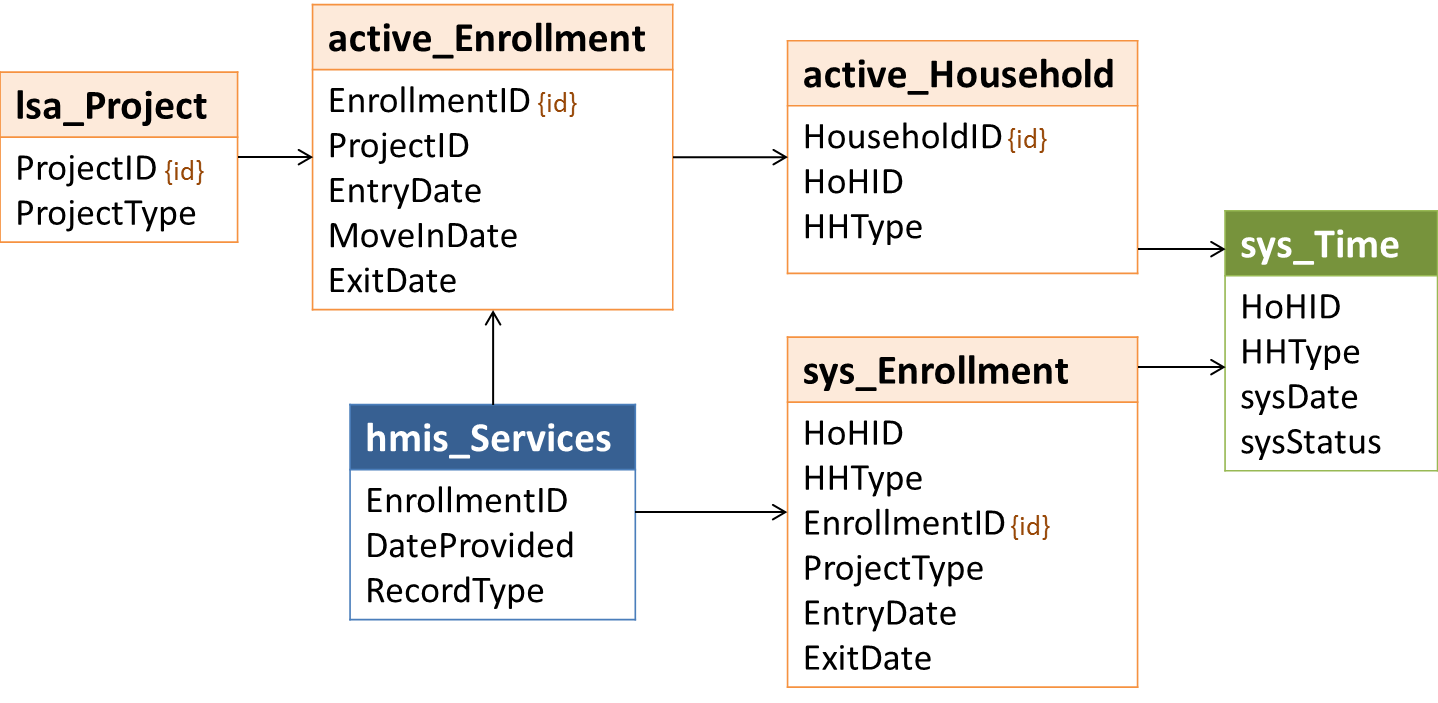 lsa_Project
ProjectID {id}
ProjectType
active_Enrollment
EnrollmentID {id}
ProjectID
EntryDate
MoveInDate
ExitDate
active_Household
HouseholdID {id}
HoHID
HHType
hmis_Services
EnrollmentID
DateProvided
RecordType
sys_Enrollment
HoHID
HHType
EnrollmentID {id}
ProjectType
EntryDate
ExitDate
sys_Time
HoHID
HHType
sysDate
sysStatus